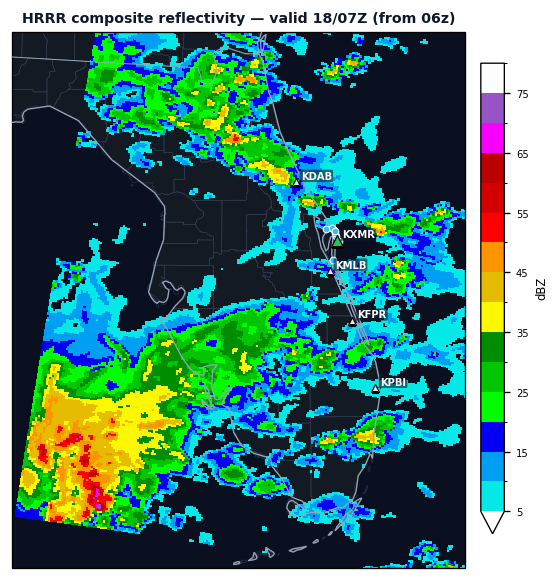 HRRR composite reflectivity — valid 18/07Z (from 06z)
KDAB
KXMR
KMLB
KFPR
KPBI
75
65
55
45
35
25
15
5
dBZ